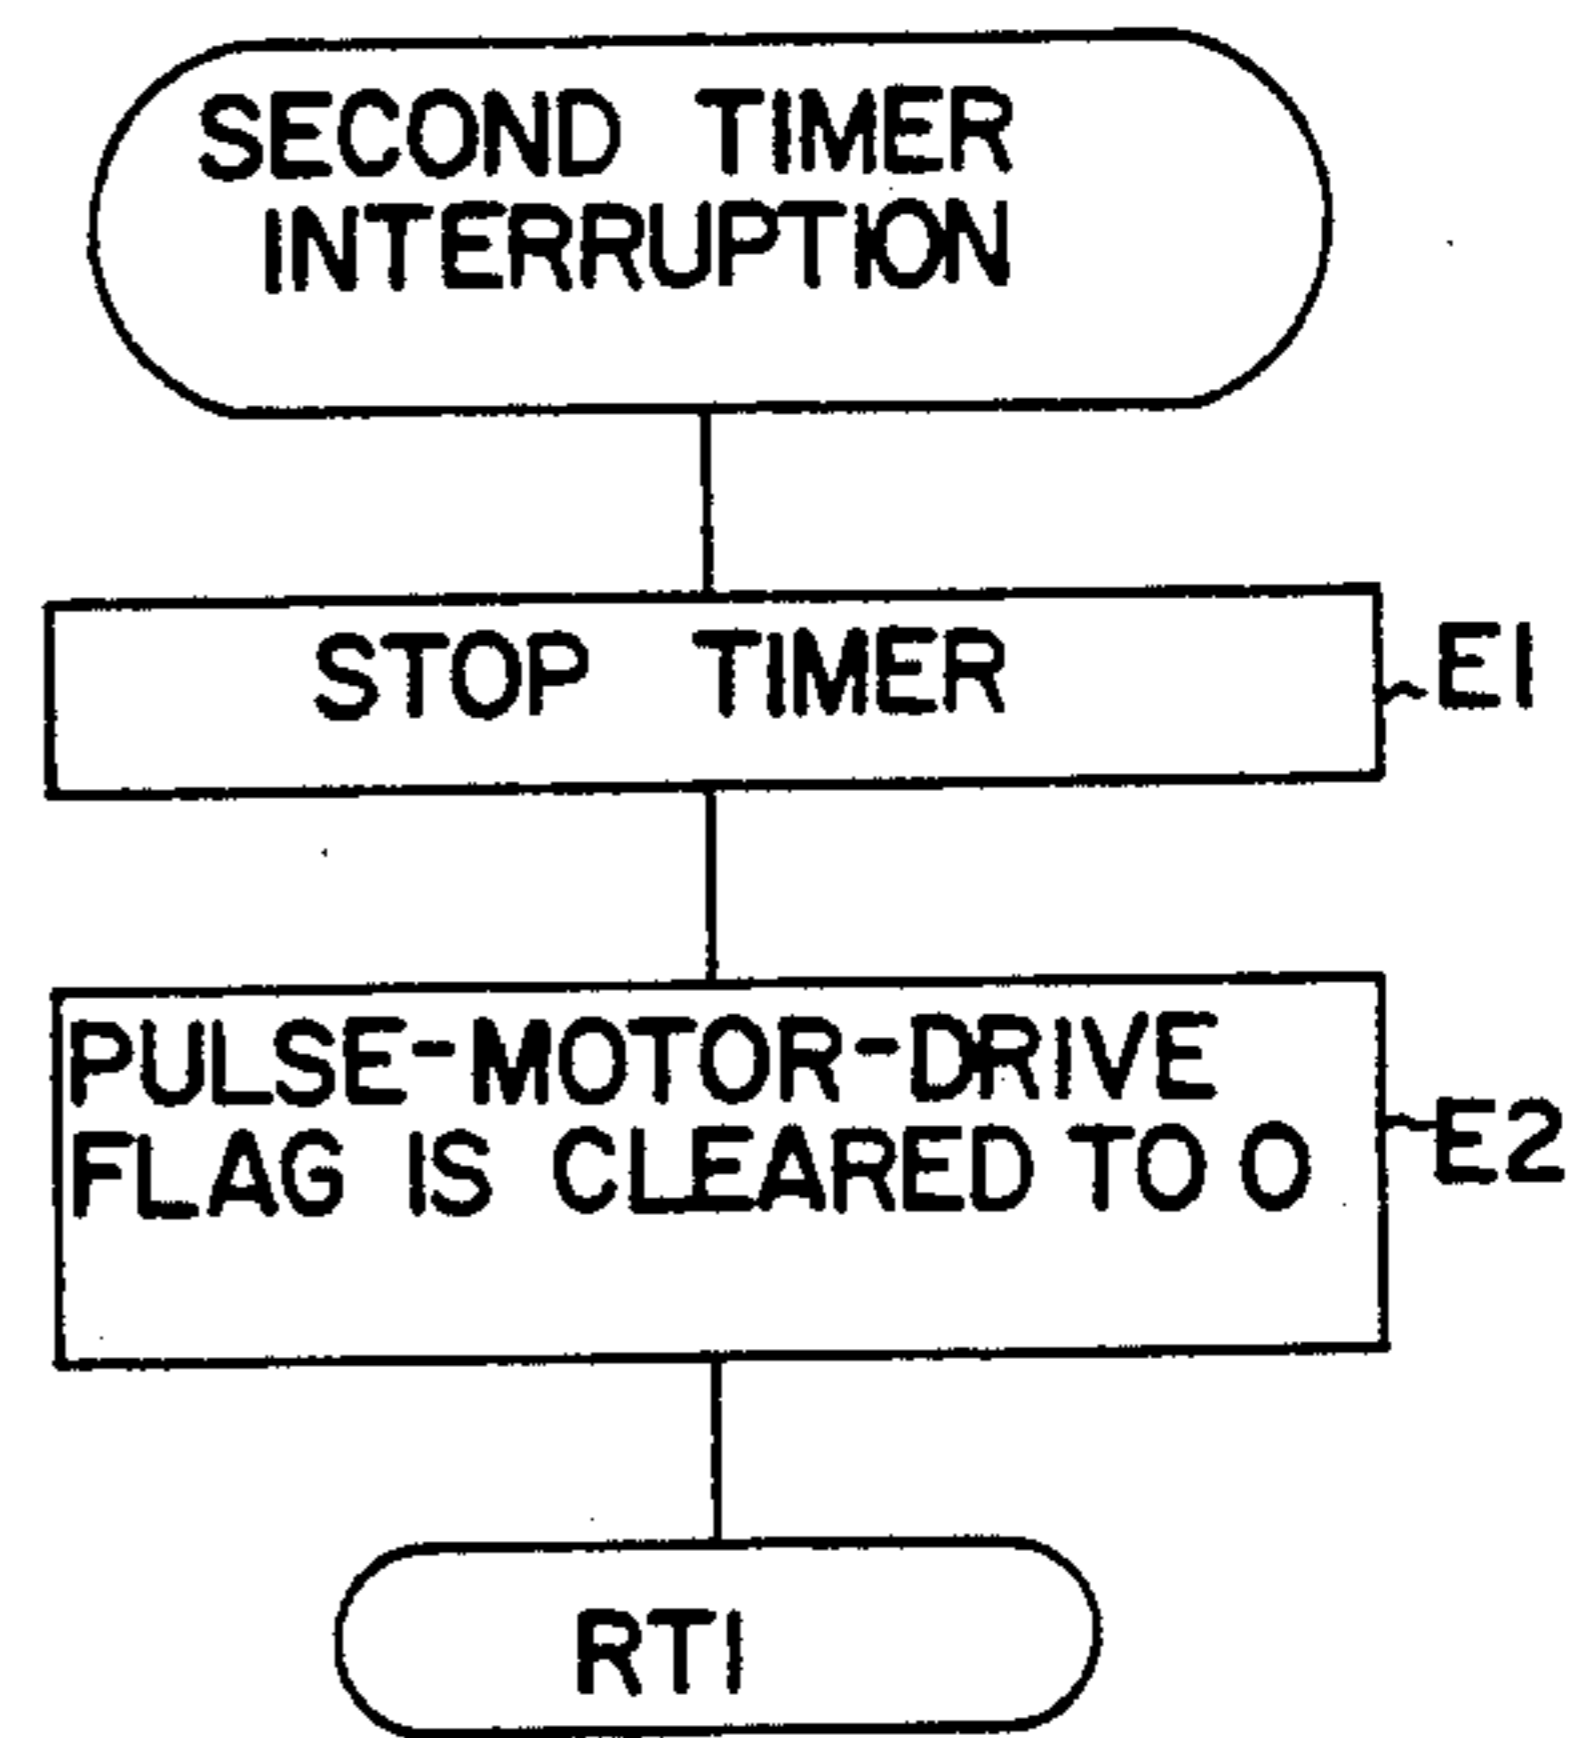 SECOND TIMER
INTERRUPTION
STOP TIMER
E1
PULSE-MOTOR-DRIVE
FLAG IS CLEARED TO 0
E2
RTI